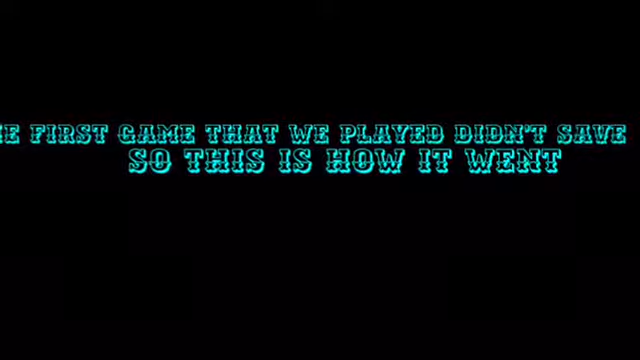 E FIRST GAME THAT WE PLAYED DIDN'T SAVE
SO THIS IS HOW IT WENT